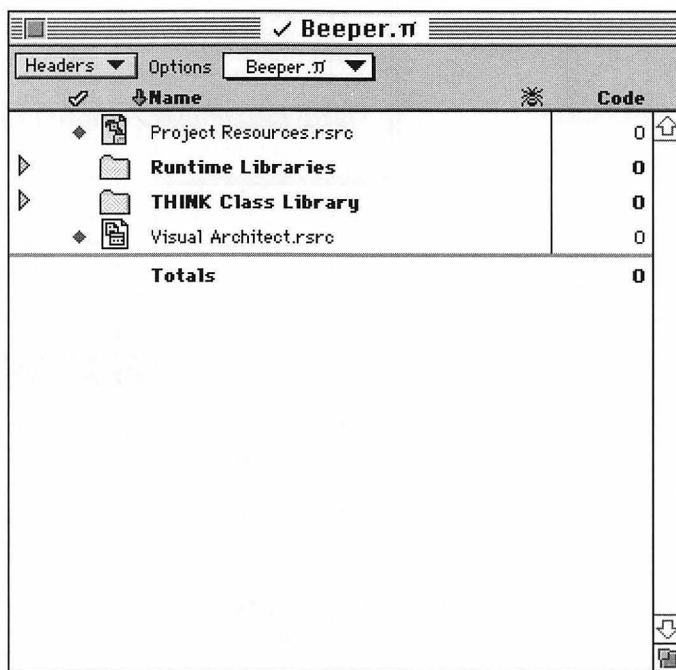 ✓ Beeper.π
Headers Options Beeper.π
Name Code
Project Resources.rsrc 0
Runtime Libraries 0
THINK Class Library 0
Visual Architect.rsrc 0
Totals 0